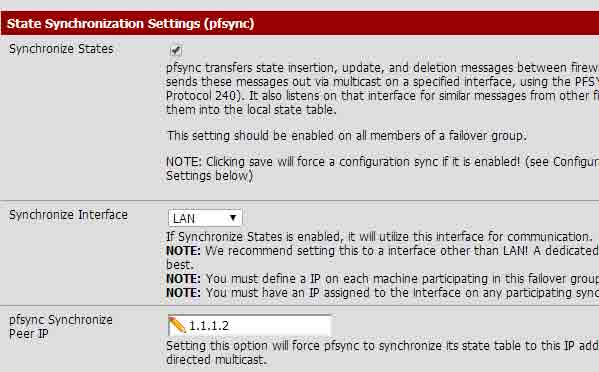 State Synchronization Settings (pfsync)
Synchronize States
pfsync transfers state insertion, update, and deletion messages between
sends these messages out via multicast on a specified interface, using the
Protocol 240). It also listens on that interface for similar messages from other
them into the local state table.
This setting should be enabled on all members of a failover group.
NOTE: Clicking save will force a configuration sync if it is enabled! (see
Settings below)
Synchronize Interface
LAN
If Synchronize States is enabled, it will utilize this interface for communication.
NOTE: We recommend setting this to a interface other than LAN! A dedicated
best.
NOTE: You must define a IP on each machine participating in this failover group
NOTE: You must have an IP assigned to the interface on any participating
pfsync Synchronize
Peer IP
1.1.1.2
Setting this option will force pfsync to synchronize its state table to this IP
directed multicast.